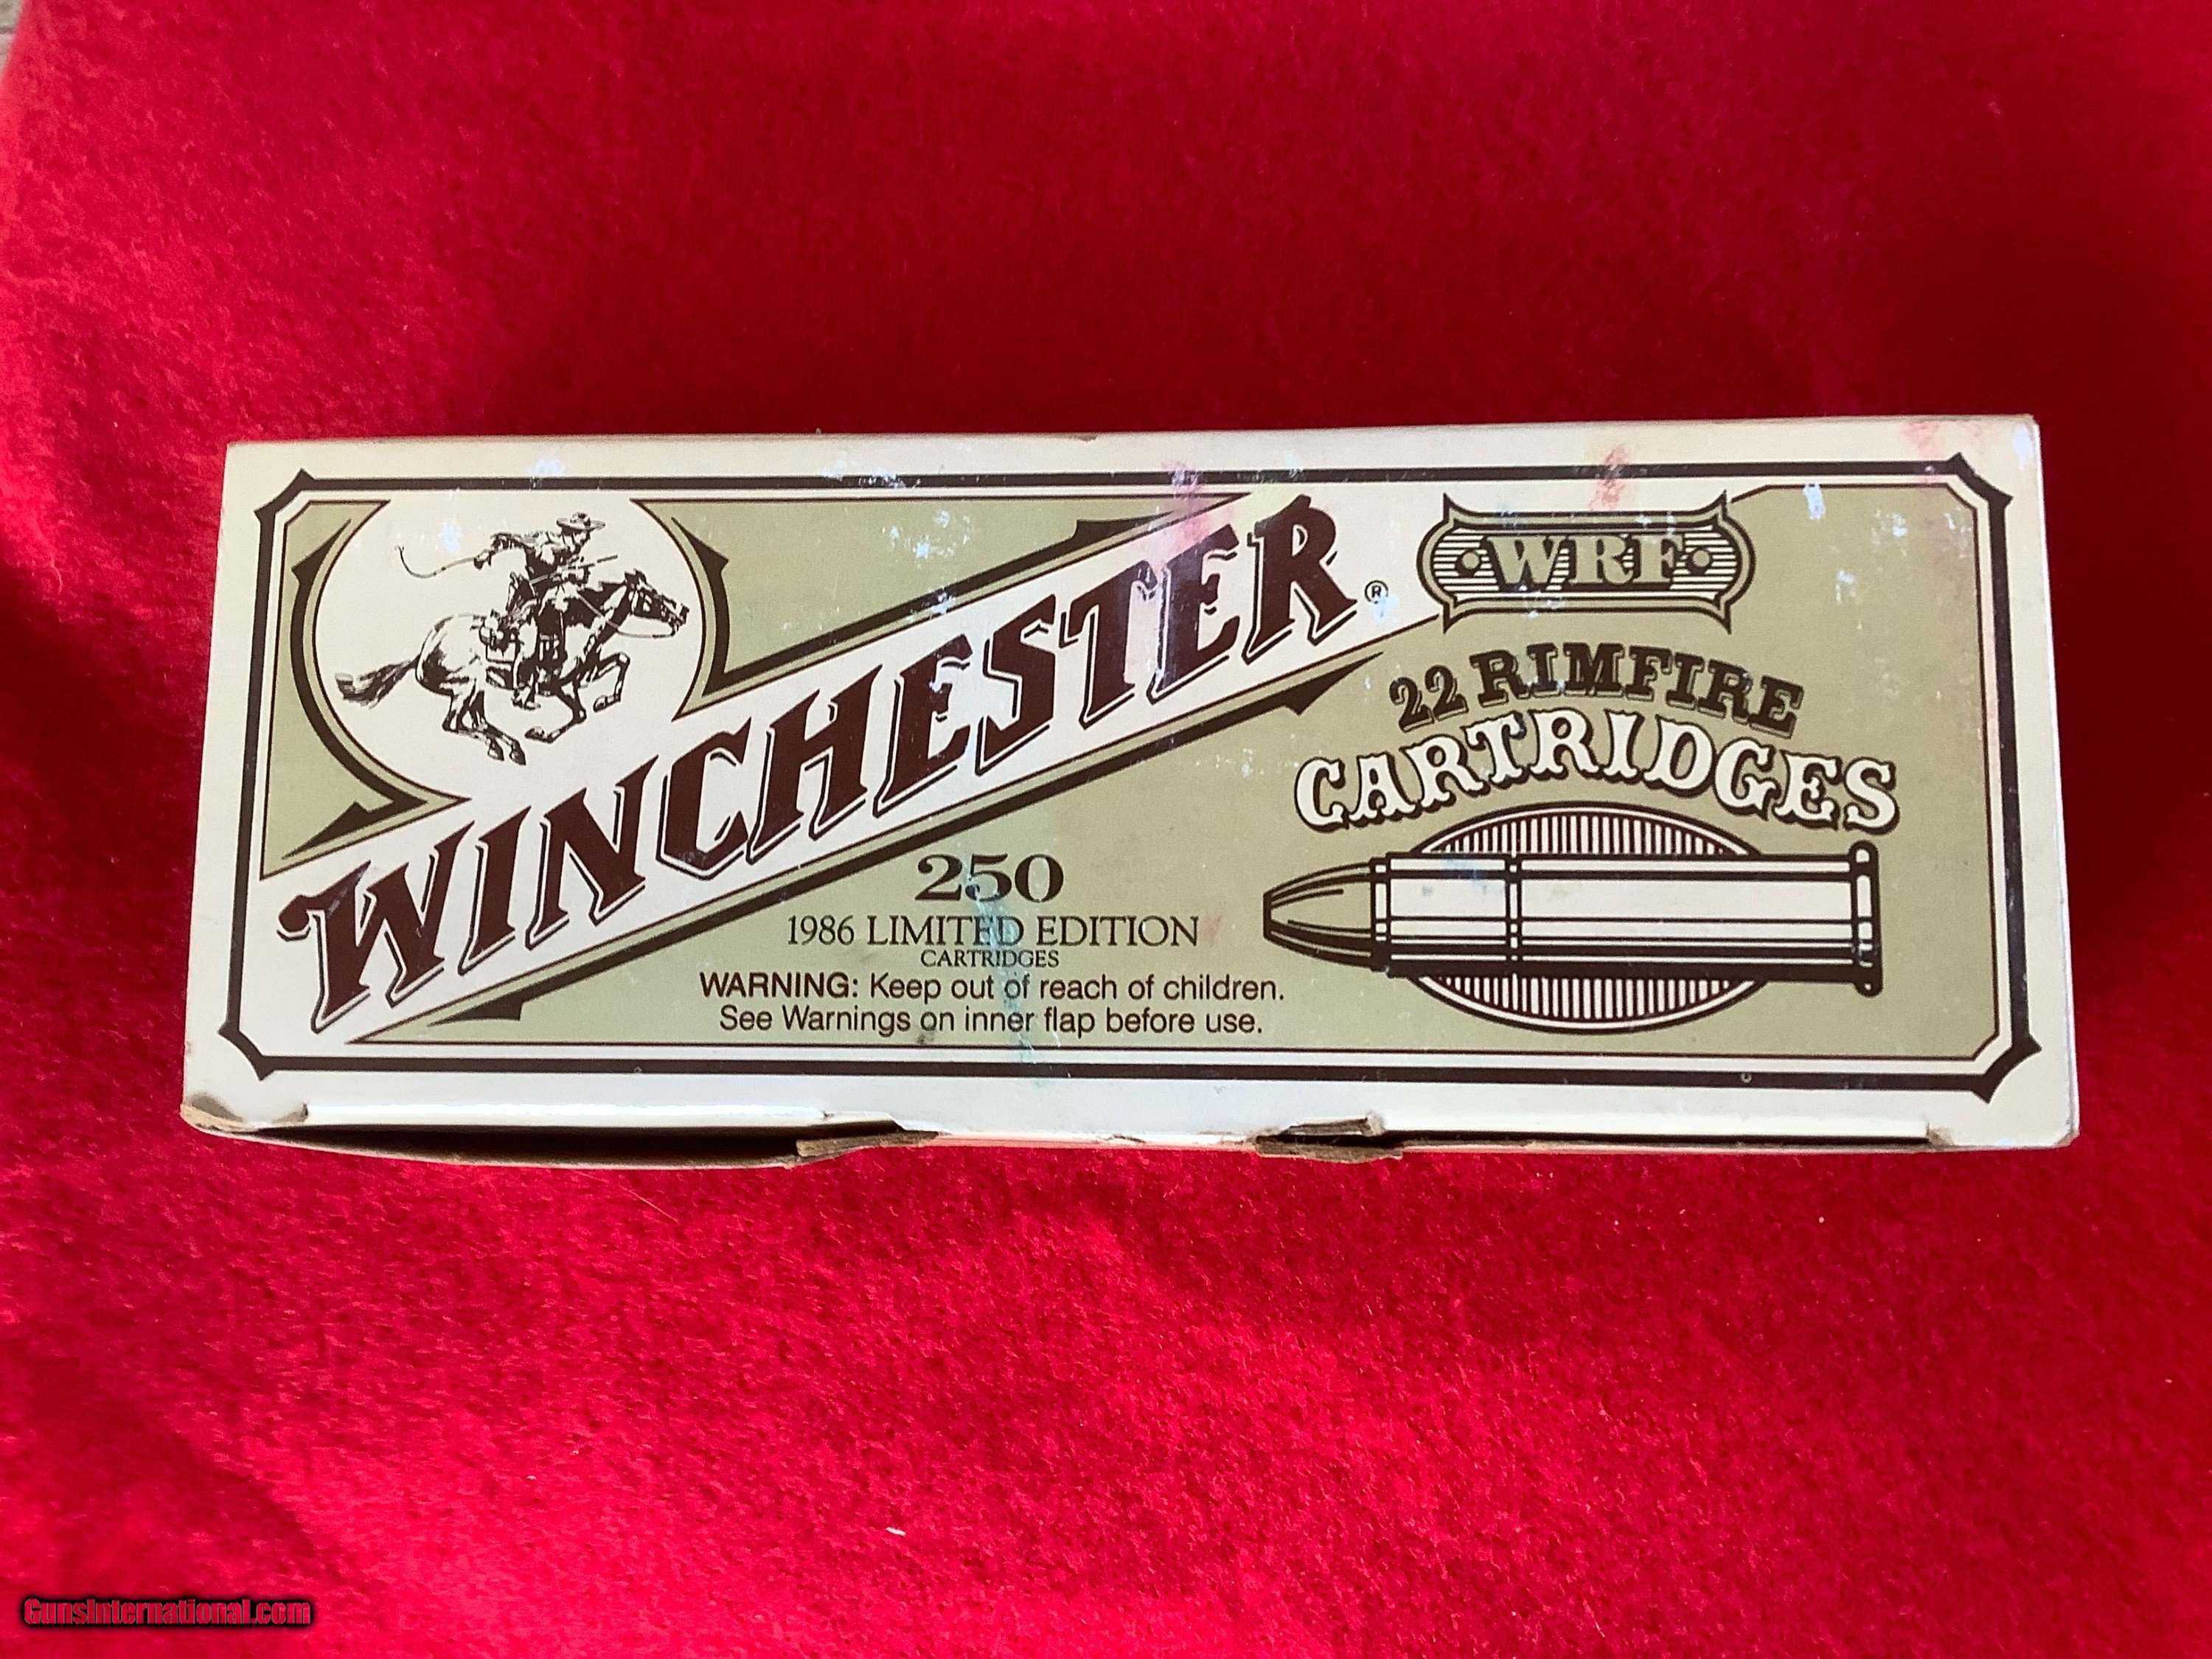 WINCHESTER®
WRF
22 RIMFIRE
CARTRIDGES
250
1986 LIMITED EDITION
CARTRIDGES
WARNING: Keep out of reach of children.
See Warnings on inner flap before use.
GunsInternational.com